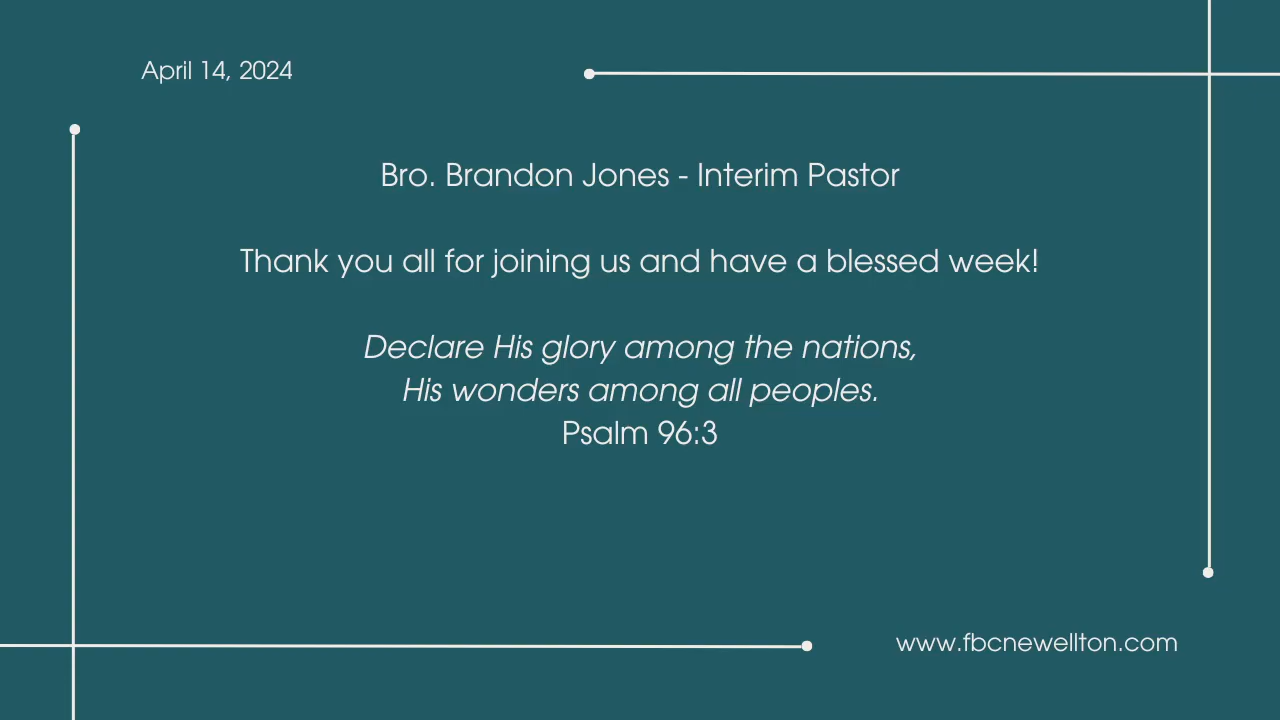 April 14, 2024
Bro. Brandon Jones - Interim Pastor
Thank you all for joining us and have a blessed week!
Declare His glory among the nations,
His wonders among all peoples.
Psalm 96:3
www.fbcnewellton.com